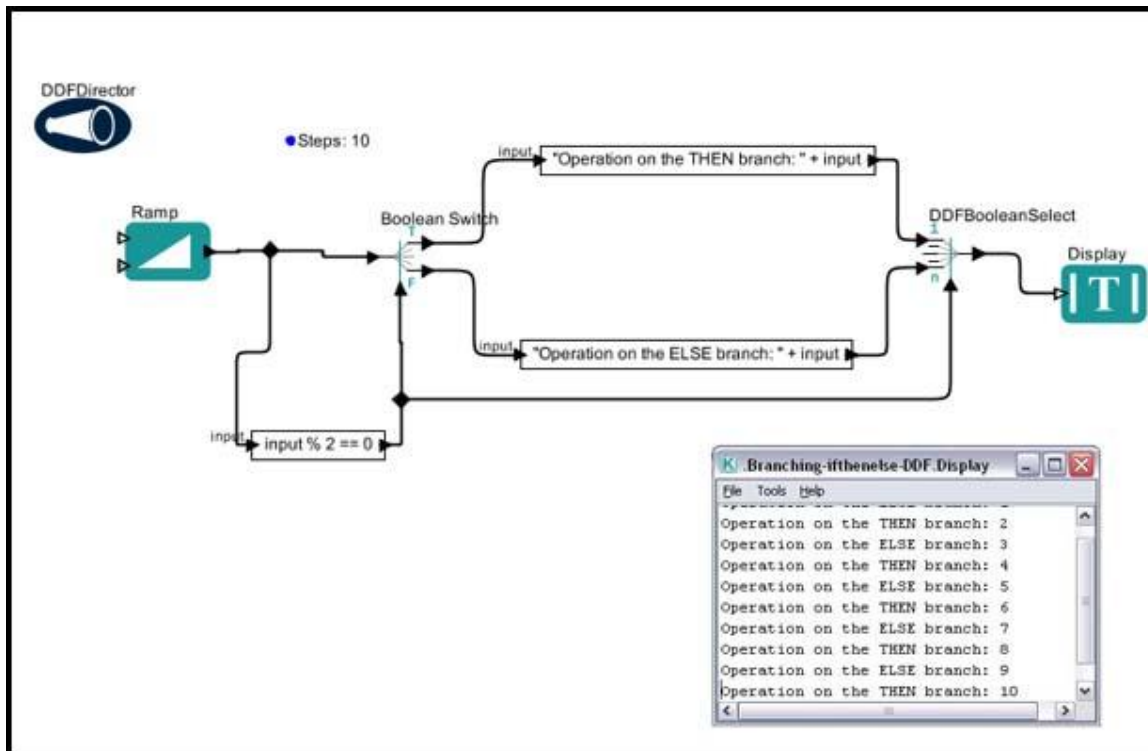 DDFDirector
Steps: 10
input
"Operation on the THEN branch: " + input
Ramp
Boolean Switch
T
F
DDFBooleanSelect
1
n
Display
T
input
"Operation on the ELSE branch: " + input
input
input % 2 == 0
.Branching-ifthenelse-DDF.Display
File Tools Help
Operation on the THEN branch: 2
Operation on the ELSE branch: 3
Operation on the THEN branch: 4
Operation on the ELSE branch: 5
Operation on the THEN branch: 6
Operation on the ELSE branch: 7
Operation on the THEN branch: 8
Operation on the ELSE branch: 9
Operation on the THEN branch: 10